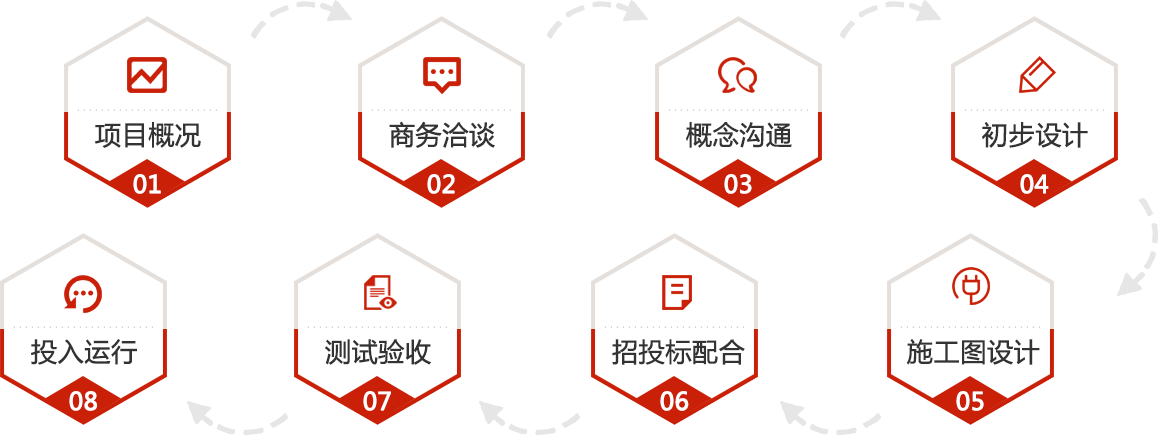 项目概况
01
商务洽谈
02
概念沟通
03
初步设计
04
施工图设计
05
招投标配合
06
测试验收
07
投入运行
08